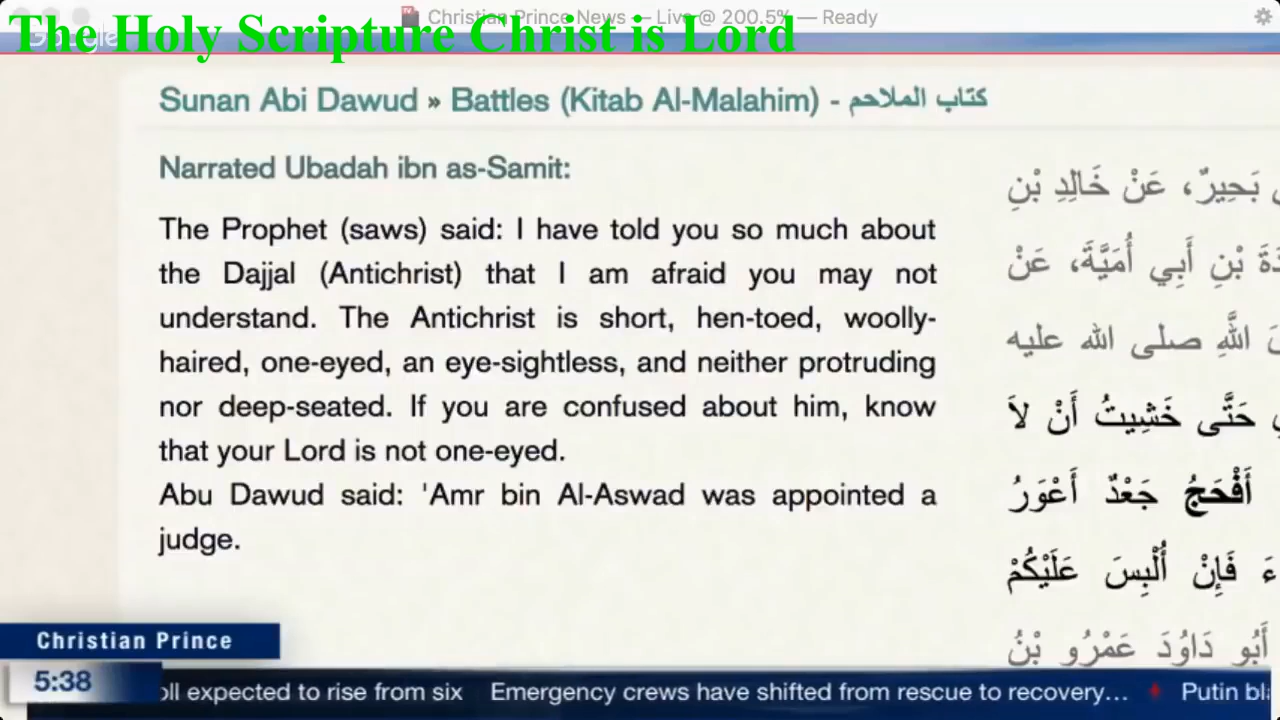 Christian Prince News — Live @ 200.5% — Ready
The Holy Scripture Christ is Lord
Google
Sunan Abi Dawud » Battles (Kitab Al-Malahim) - كتاب الملاحم
Narrated Ubadah ibn as-Samit:
The Prophet (saws) said: I have told you so much about
the Dajjal (Antichrist) that I am afraid you may not
understand. The Antichrist is short, hen-toed, woolly-
haired, one-eyed, an eye-sightless, and neither protruding
nor deep-seated. If you are confused about him, know
that your Lord is not one-eyed.
Abu Dawud said: 'Amr bin Al-Aswad was appointed a
judge.
بَحِيرٌ، عَنْ خَالِدِ بْنِ
بْنِ أَبِي أُمَيَّةَ، عَنْ
اللَّهِ صلى الله عليه
حَتَّى خَشِيتُ أَنْ لاَ
أَفْحَجُ جَعْدٌ أَعْوَرُ
فَإِنْ أُلْبِسَ عَلَيْكُمْ
أَبُو دَاوُدَ عَمْرُو بْنُ
Christian Prince
5:38
oll expected to rise from six Emergency crews have shifted from rescue to recovery... Putin bl